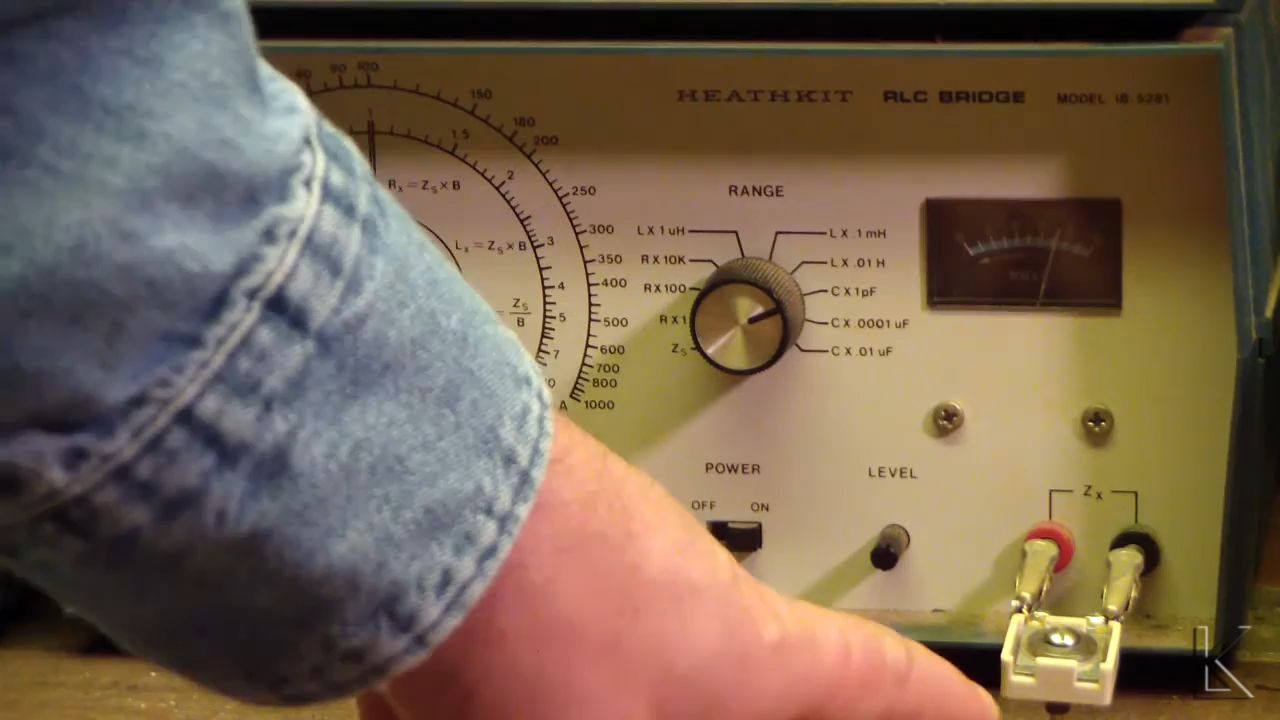 HEATHKIT RLC BRIDGE MODEL IB-5281
90 100 150 180 200 250 300 350 400 500 600 700 800 1000
1 1.5 2 3 4 5 7
Rx = Zs × B
Lx = Zs × B
= Zs
B
A
RANGE
L X 1 uH
R X 10K
R X 100
R X 1
Zs
L X .1 mH
L X .01 H
C X 1 pF
C X .0001 uF
C X .01 uF
POWER
OFF ON
LEVEL
Zx
K